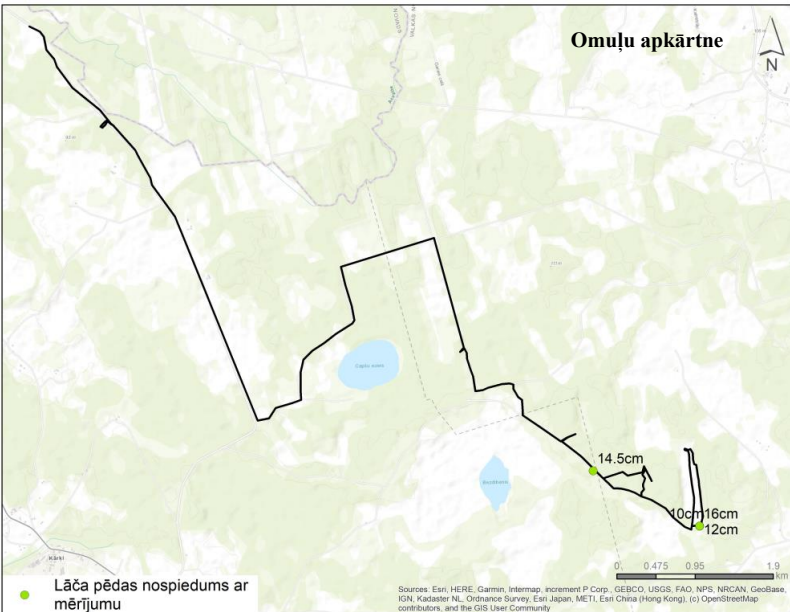 Omuļu apkārtne
N
14.5cm
10cm 16cm
12cm
Kārķi
0 0.475 0.95 1.9
km
Lāča pēdas nospiedums ar
mērījumu
Sources: Esri, HERE, Garmin, Intermap, increment P Corp., GEBCO, USGS, FAO, NPS, NRCAN, GeoBase,
IGN, Kadaster NL, Ordnance Survey, Esri Japan, METI, Esri China (Hong Kong), (c) OpenStreetMap
contributors, and the GIS User Community